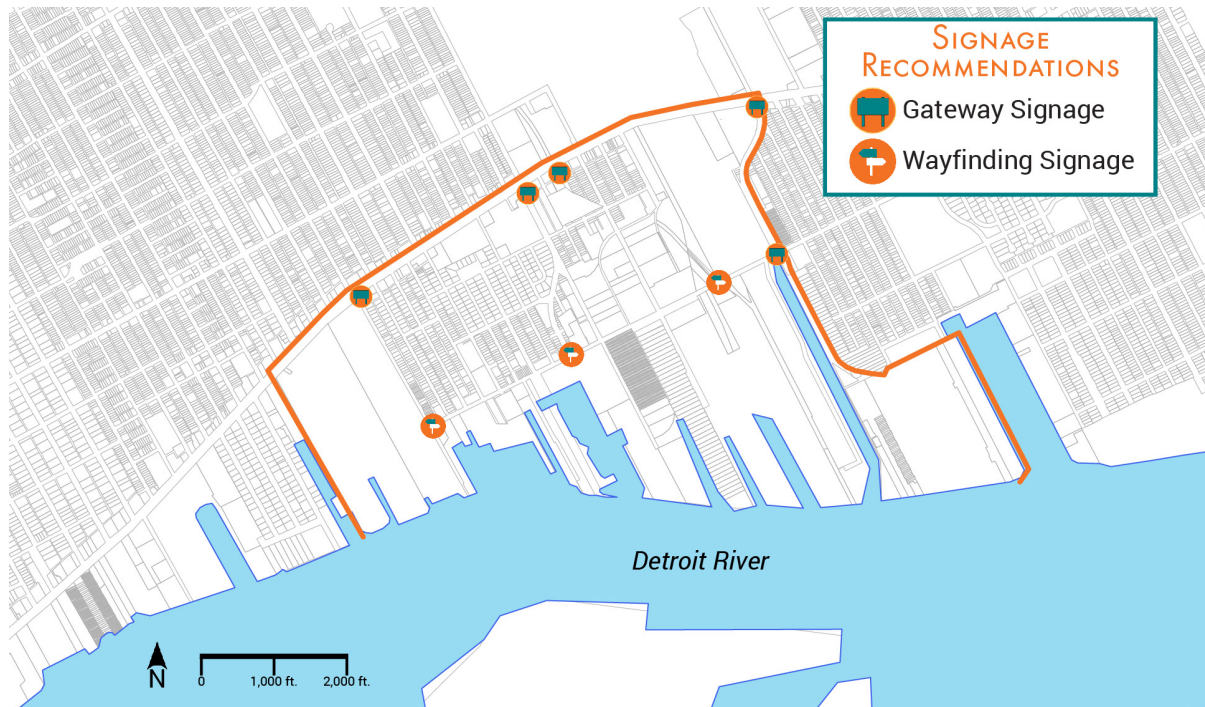 SIGNAGE
RECOMMENDATIONS
Gateway Signage
Wayfinding Signage
Detroit River
N
0 1,000 ft. 2,000 ft.